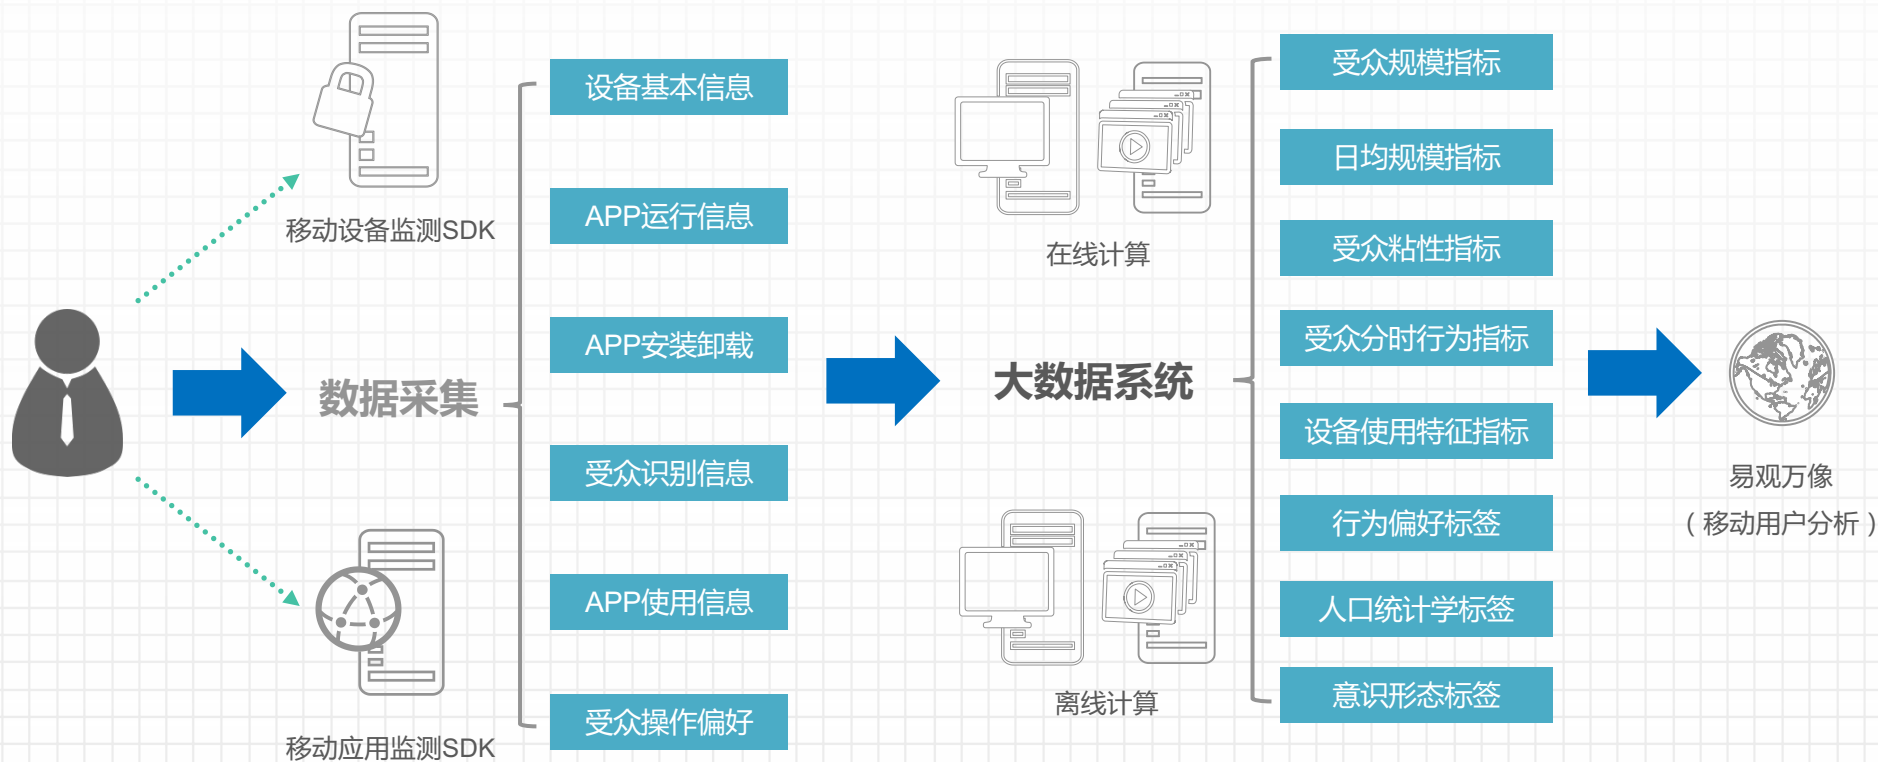 移动设备监测SDK
数据采集
移动应用监测SDK
设备基本信息
APP运行信息
APP安装卸载
受众识别信息
APP使用信息
受众操作偏好
在线计算
大数据系统
离线计算
受众规模指标
日均规模指标
受众粘性指标
受众分时行为指标
设备使用特征指标
行为偏好标签
人口统计学标签
意识形态标签
易观万像
（移动用户分析）